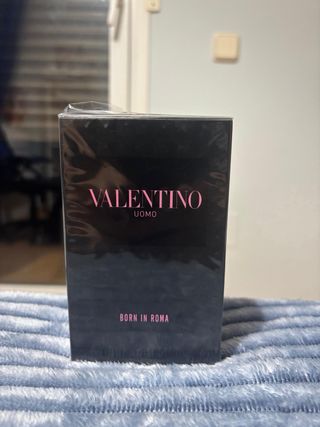 VALENTINO
UOMO
BORN IN ROMA